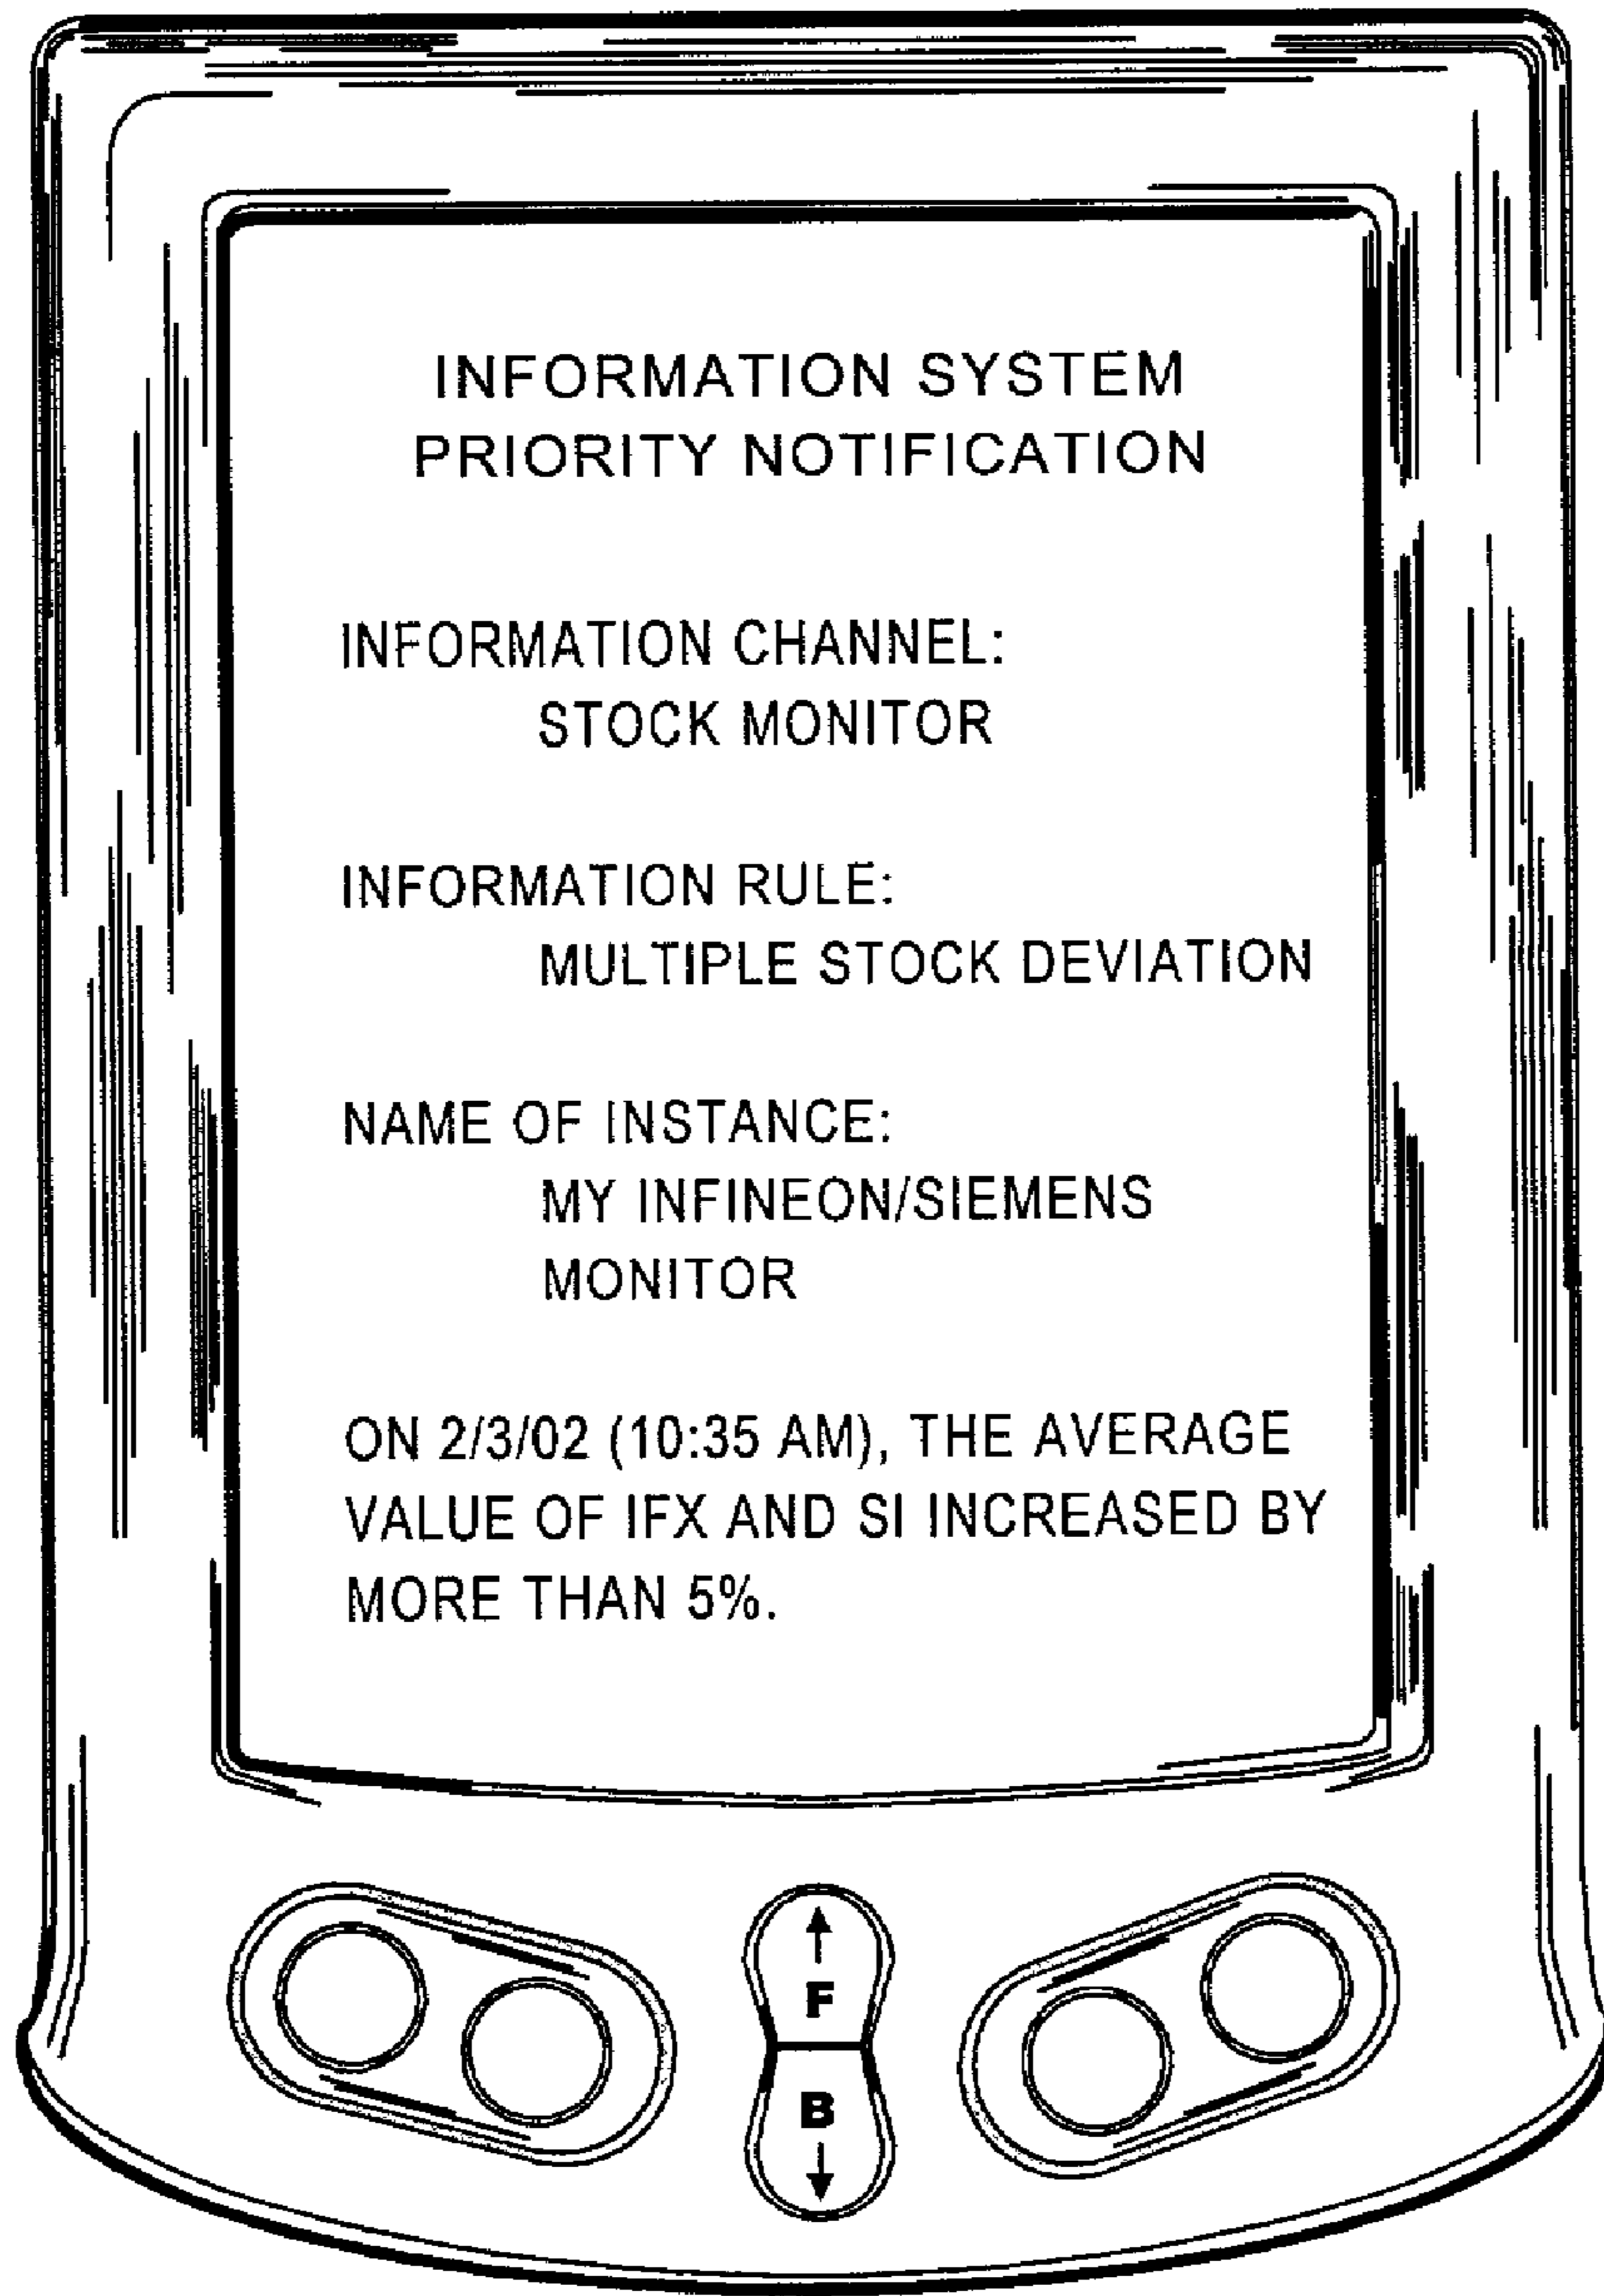 INFORMATION SYSTEM
PRIORITY NOTIFICATION
INFORMATION CHANNEL:
STOCK MONITOR
INFORMATION RULE:
MULTIPLE STOCK DEVIATION
NAME OF INSTANCE:
MY INFINEON/SIEMENS
MONITOR
ON 2/3/02 (10:35 AM), THE AVERAGE
VALUE OF IFX AND SI INCREASED BY
MORE THAN 5%.
F
B